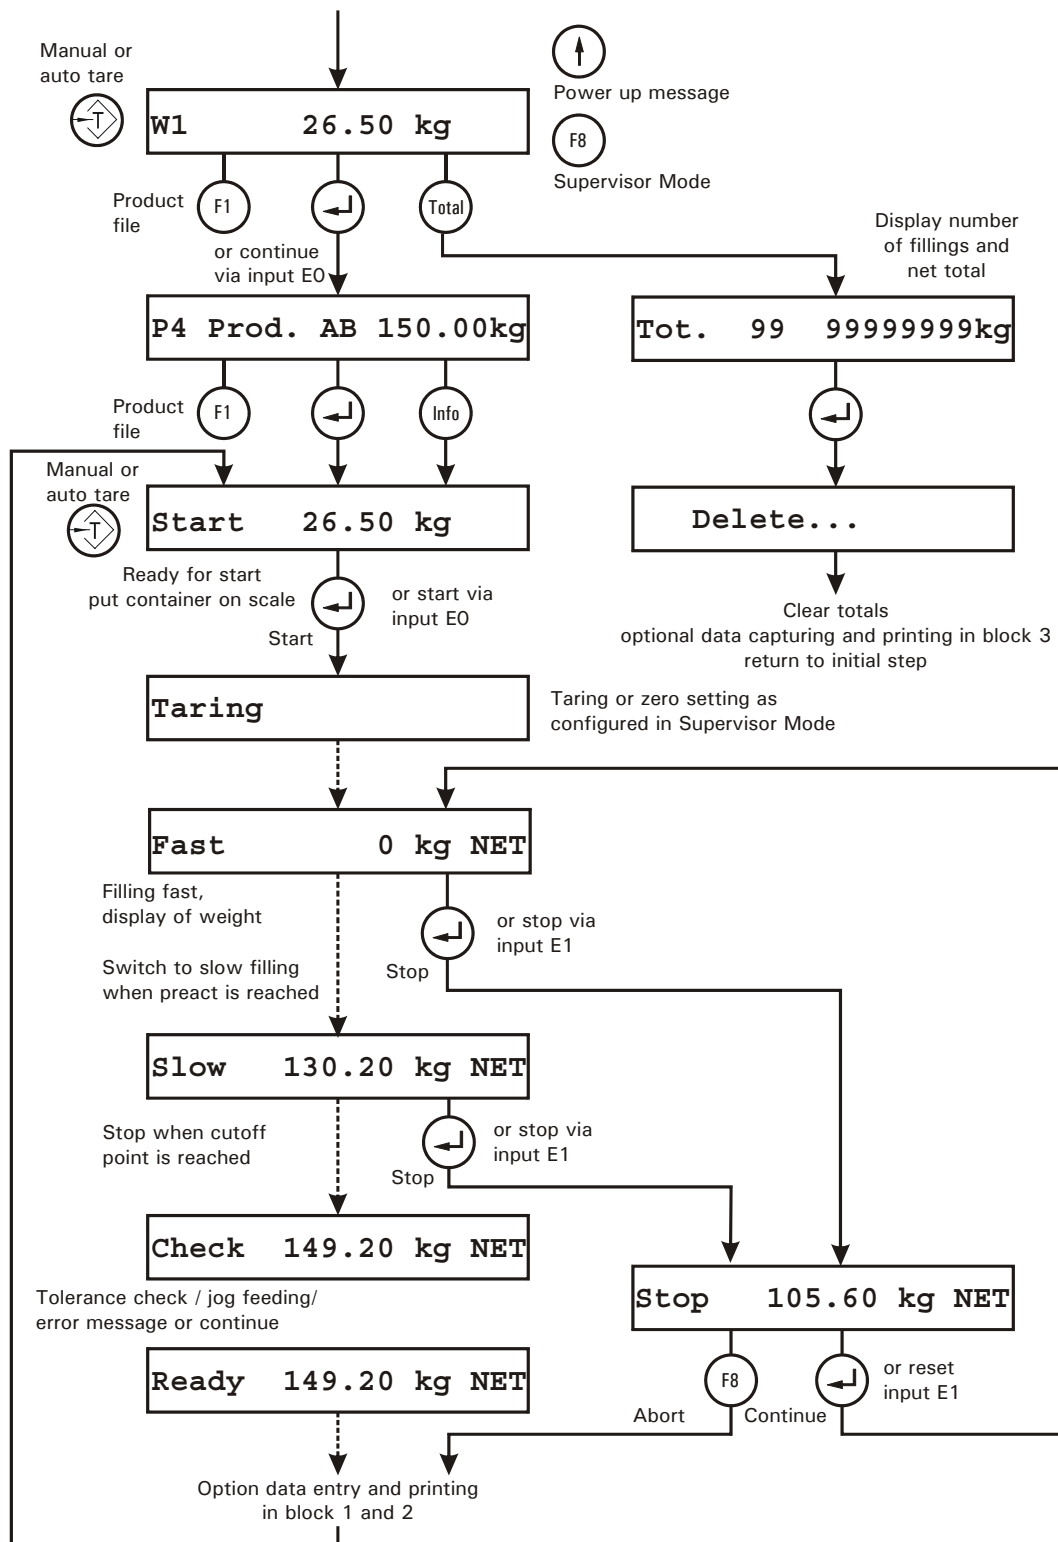 Manual or
auto tare
T
Power up message
W1 26.50 kg
F8
Supervisor Mode
Product
file
F1
Total
or continue
via input E0
Display number
of fillings and
net total
P4 Prod. AB 150.00kg
Tot. 99 99999999kg
Product
file
F1
Info
Manual or
auto tare
T
Start 26.50 kg
Delete...
Ready for start
put container on scale
or start via
input E0
Start
Clear totals
optional data capturing and printing in block 3
return to initial step
Taring
Taring or zero setting as
configured in Supervisor Mode
Fast 0 kg NET
Filling fast,
display of weight
or stop via
input E1
Stop
Switch to slow filling
when preact is reached
Slow 130.20 kg NET
Stop when cutoff
point is reached
or stop via
input E1
Stop
Check 149.20 kg NET
Tolerance check / jog feeding/
error message or continue
Stop 105.60 kg NET
Ready 149.20 kg NET
F8
or reset
input E1
Abort
Continue
Option data entry and printing
in block 1 and 2